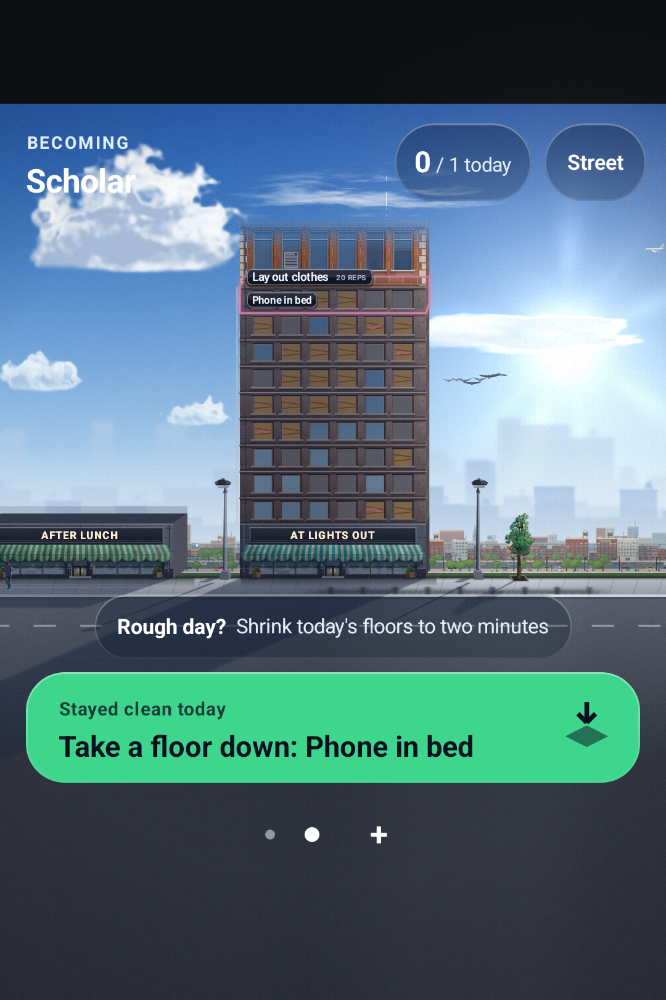 BECOMING
Scholar
0 / 1 today
Street
Lay out clothes 20 REPS
Phone in bed
AFTER LUNCH
AT LIGHTS OUT
Rough day? Shrink today's floors to two minutes
Stayed clean today
Take a floor down: Phone in bed
+